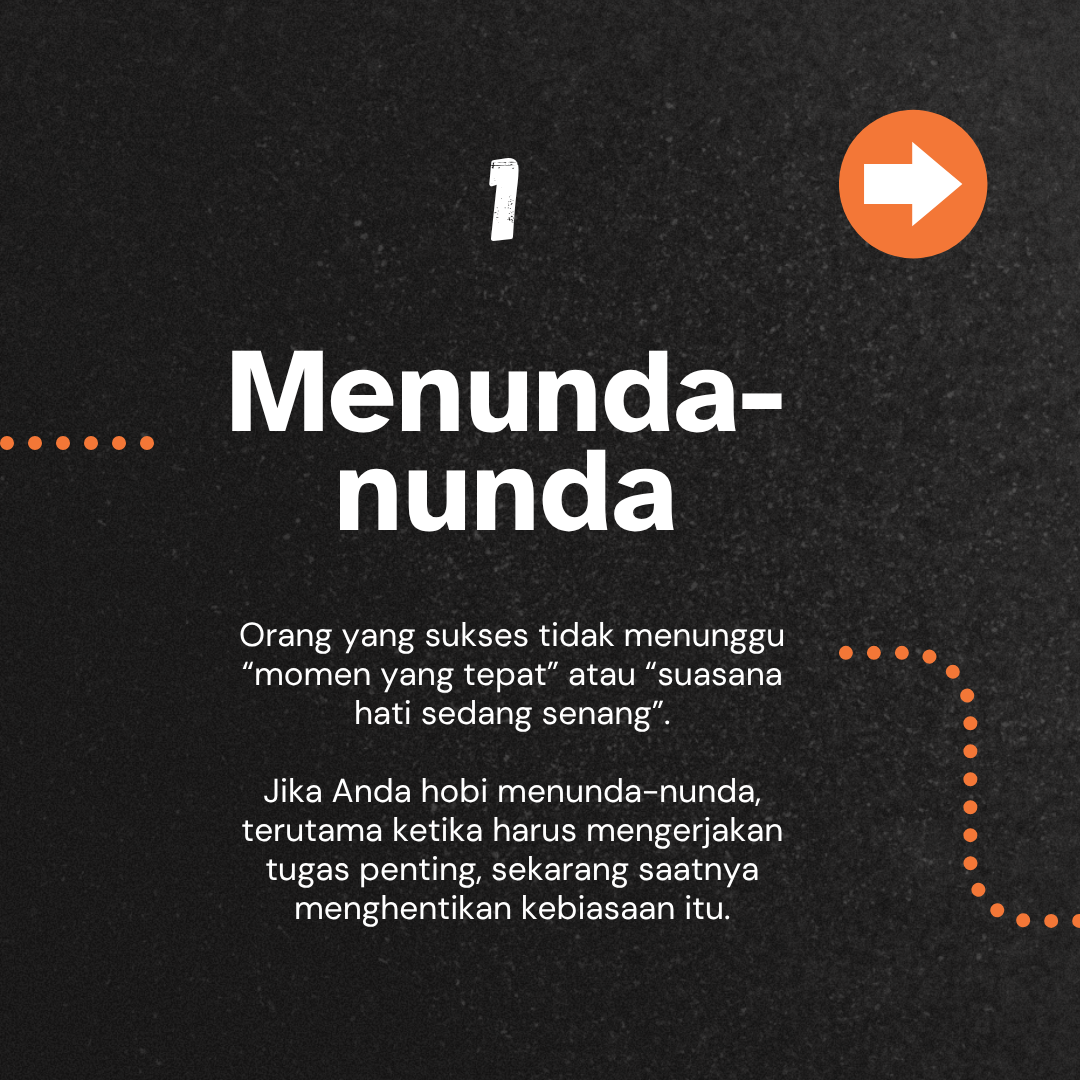 1
Menunda-
nunda
Orang yang sukses tidak menunggu
“momen yang tepat” atau “suasana
hati sedang senang”.
Jika Anda hobi menunda-nunda,
terutama ketika harus mengerjakan
tugas penting, sekarang saatnya
menghentikan kebiasaan itu.